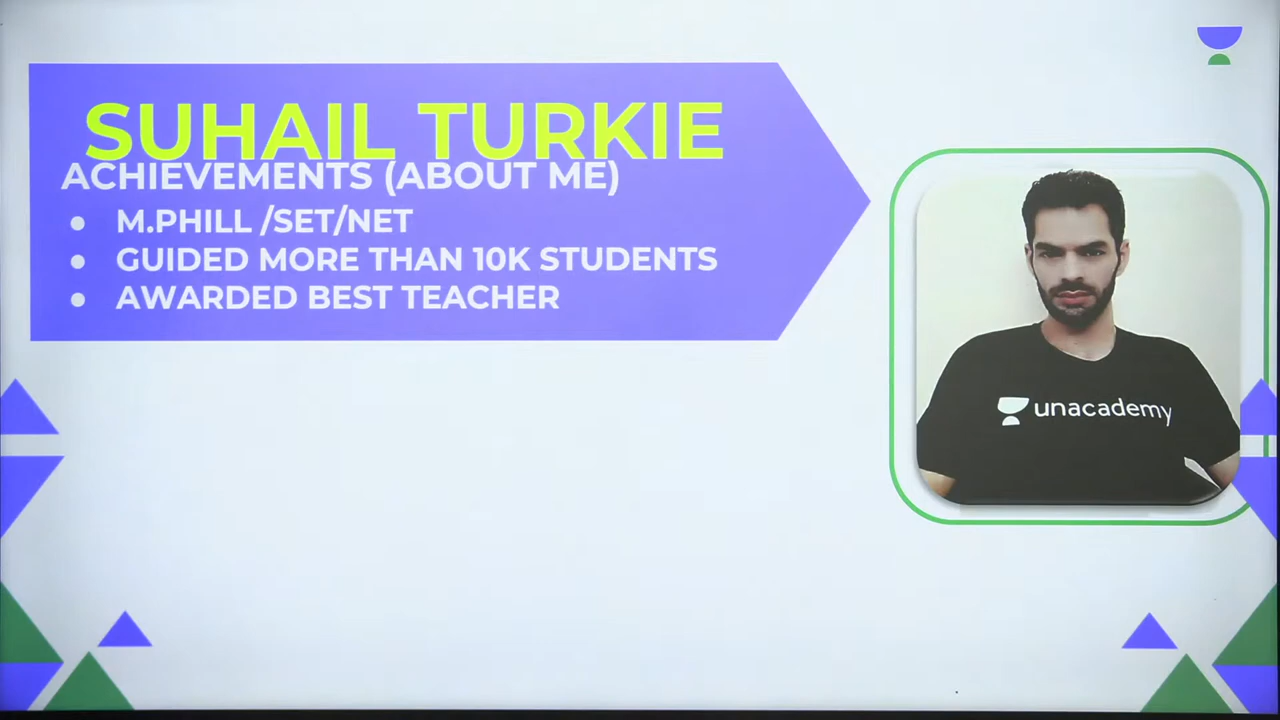 SUHAIL TURKIE
ACHIEVEMENTS (ABOUT ME)
● M.PHILL /SET/NET
● GUIDED MORE THAN 10K STUDENTS
● AWARDED BEST TEACHER
unacademy